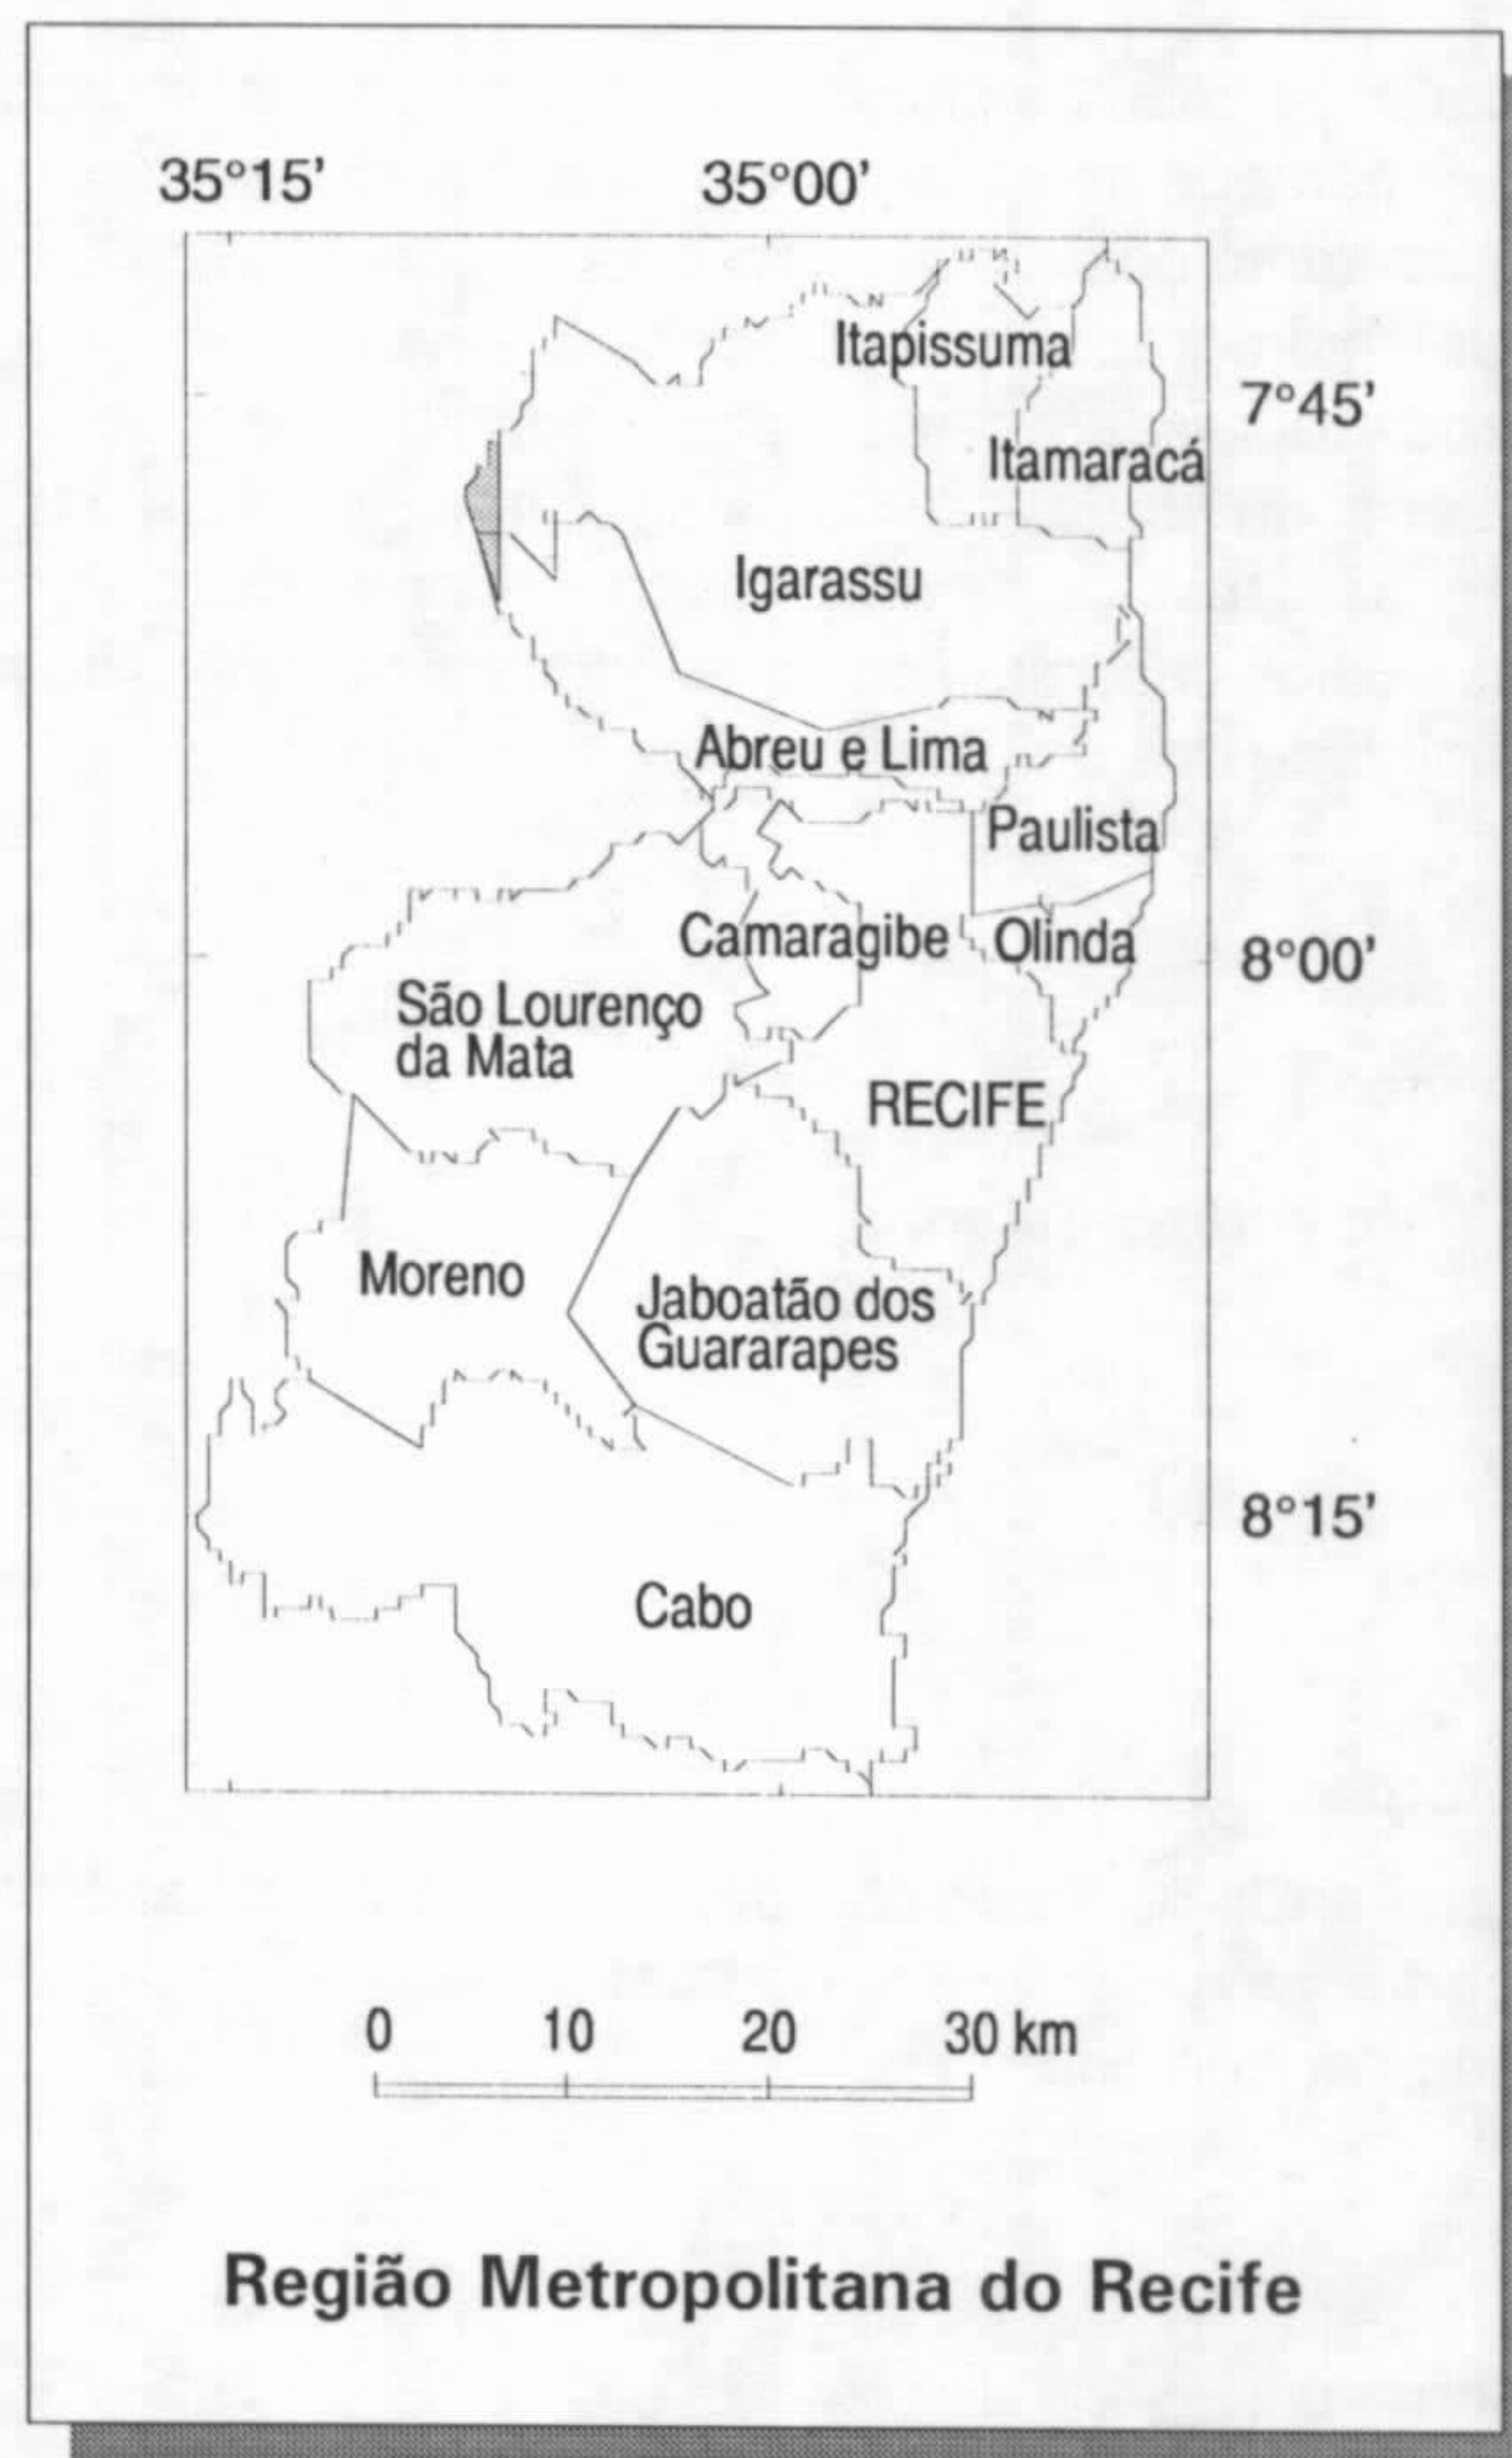 35°15' 35°00'
Itapissuma
7°45'
Itamaracá
Igarassu
Abreu e Lima
Paulista
Camaragibe
Olinda
8°00'
São Lourenço
da Mata
RECIFE
Moreno
Jaboatão dos
Guararapes
8°15'
Cabo
0 10 20 30 km
Região Metropolitana do Recife